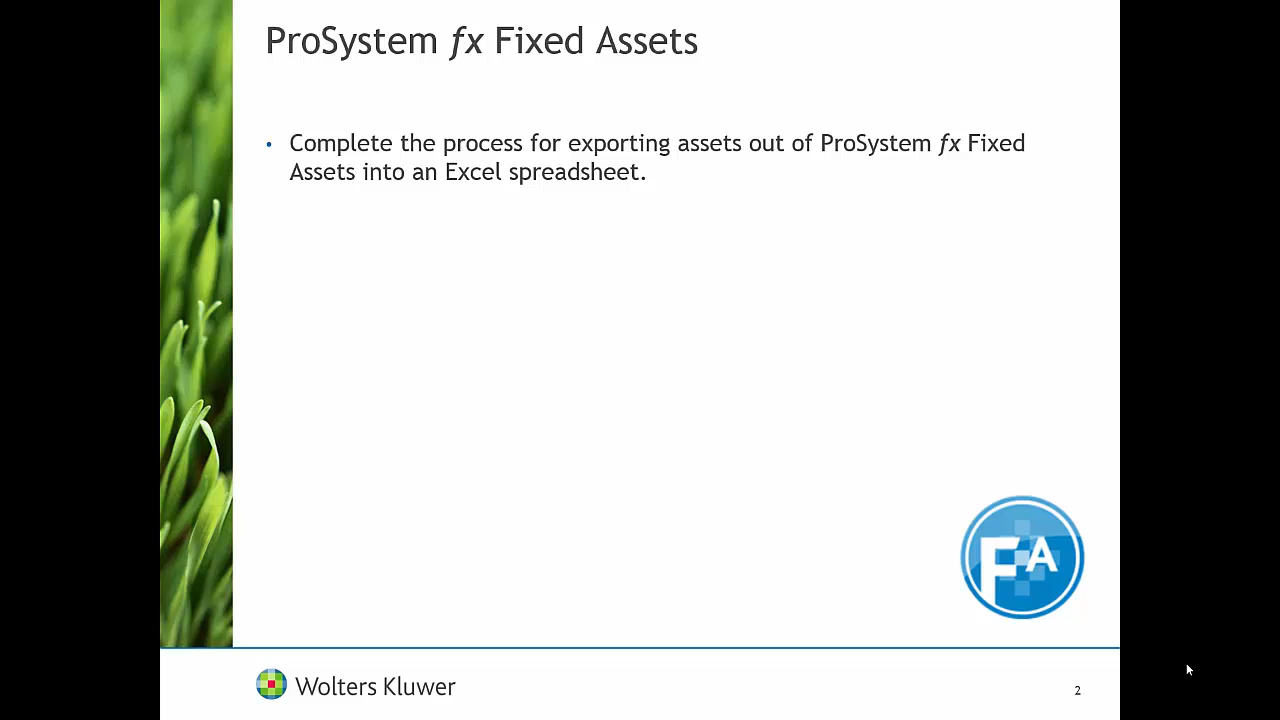 ProSystem fx Fixed Assets
• Complete the process for exporting assets out of ProSystem fx Fixed
Assets into an Excel spreadsheet.
FA
Wolters Kluwer
2